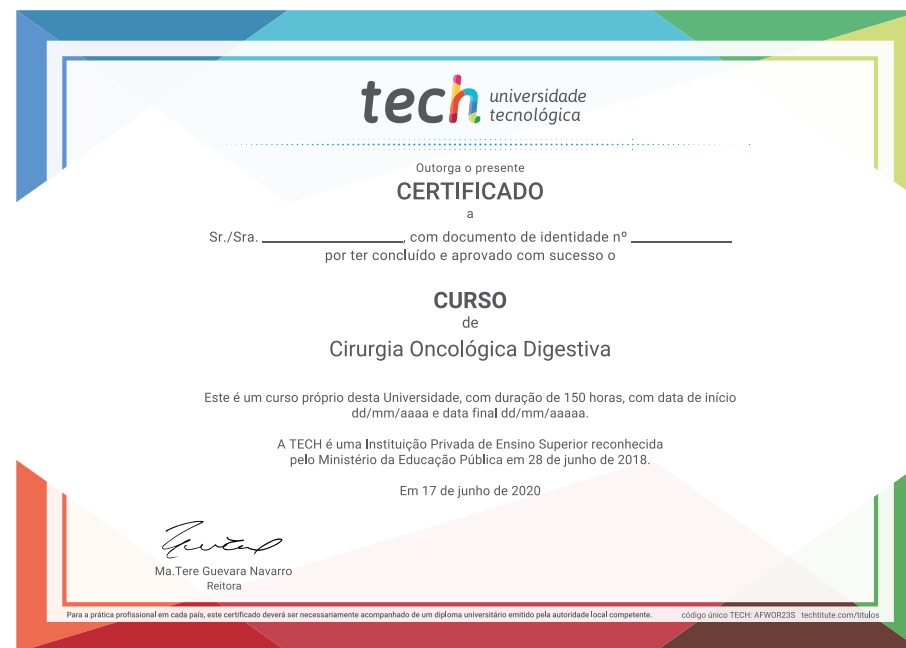 tech universidade
tecnológica
Outorga o presente
CERTIFICADO
a
Sr./Sra. ____________________, com documento de identidade nº ______________
por ter concluído e aprovado com sucesso o
CURSO
de
Cirurgia Oncológica Digestiva
Este é um curso próprio desta Universidade, com duração de 150 horas, com data de início
dd/mm/aaaa e data final dd/mm/aaaaa.
A TECH é uma Instituição Privada de Ensino Superior reconhecida
pelo Ministério da Educação Pública em 28 de junho de 2018.
Em 17 de junho de 2020
Ma.Tere Guevara Navarro
Reitora
Para a prática profissional em cada país, este certificado deverá ser necessariamente acompanhado de um diploma universitário emitido pela autoridade local competente. código único TECH: AFWOR23S techtitute.com/titulos